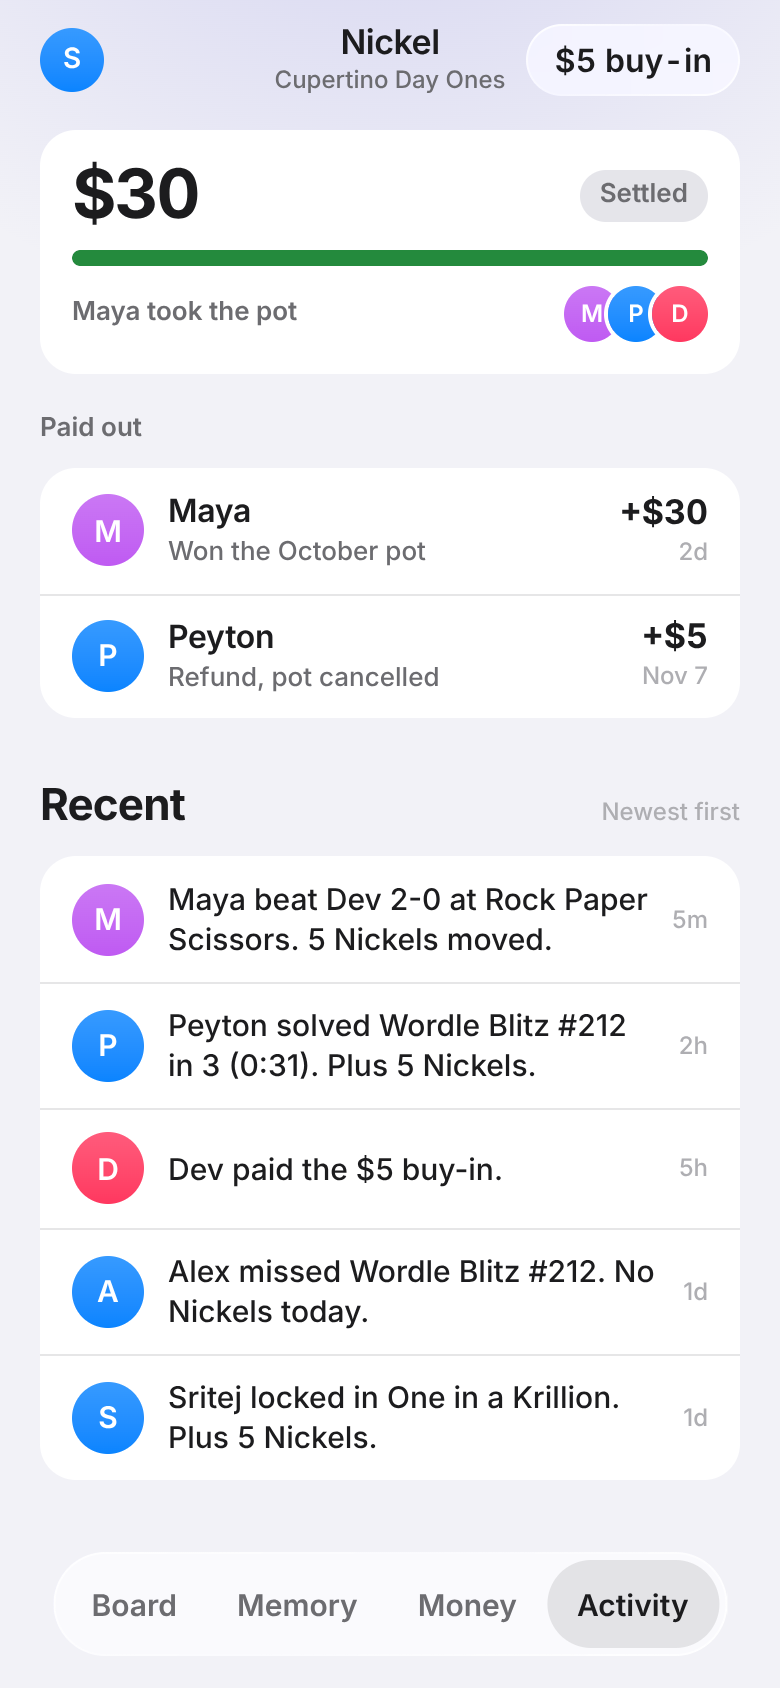 S
Nickel
Cupertino Day Ones
$5 buy-in
$30
Settled
Maya took the pot
M P D
Paid out
M
Maya
Won the October pot
+$30
2d
P
Peyton
Refund, pot cancelled
+$5
Nov 7
Recent
Newest first
M
Maya beat Dev 2-0 at Rock Paper
Scissors. 5 Nickels moved.
5m
P
Peyton solved Wordle Blitz #212
in 3 (0:31). Plus 5 Nickels.
2h
D
Dev paid the $5 buy-in.
5h
A
Alex missed Wordle Blitz #212. No
Nickels today.
1d
S
Sritej locked in One in a Krillion.
Plus 5 Nickels.
1d
Board Memory Money Activity